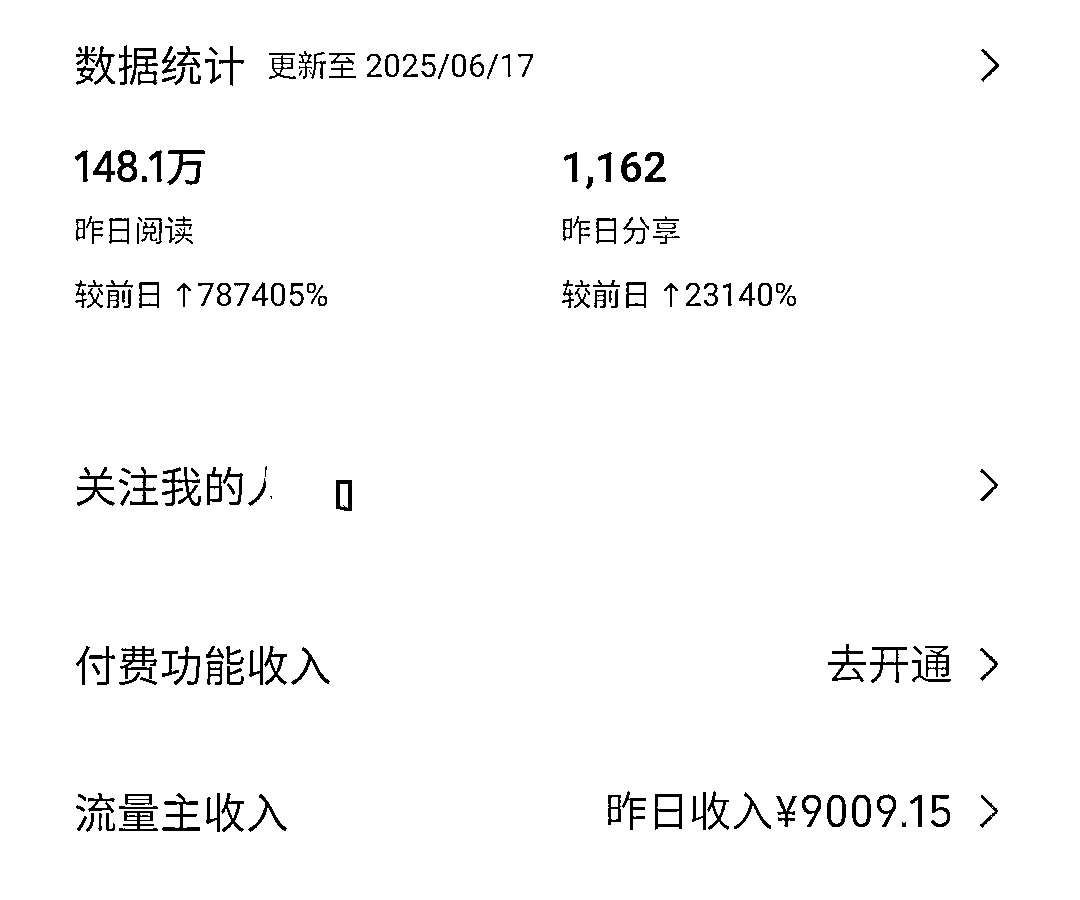 数据统计 更新至 2025/06/17
148.1万 1,162
昨日阅读 昨日分享
较前日 ↑787405% 较前日 ↑23140%
关注我的人
付费功能收入 去开通
流量主收入 昨日收入¥9009.15